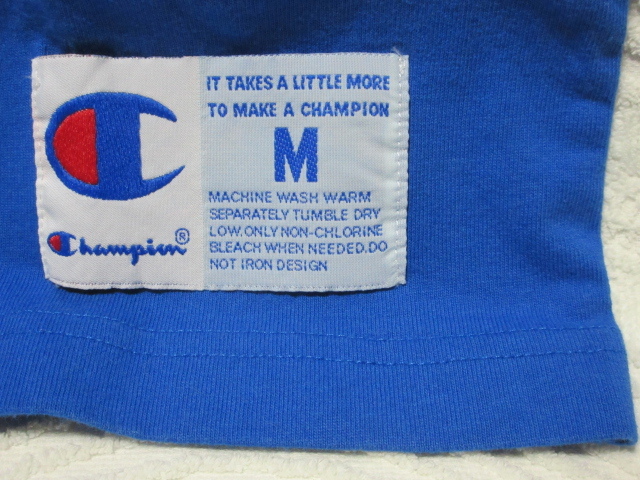 IT TAKES A LITTLE MORE
TO MAKE A CHAMPION
M
MACHINE WASH WARM
SEPARATELY TUMBLE DRY
LOW.ONLY NON-CHLORINE
BLEACH WHEN NEEDED.DO
NOT IRON DESIGN
Champion®